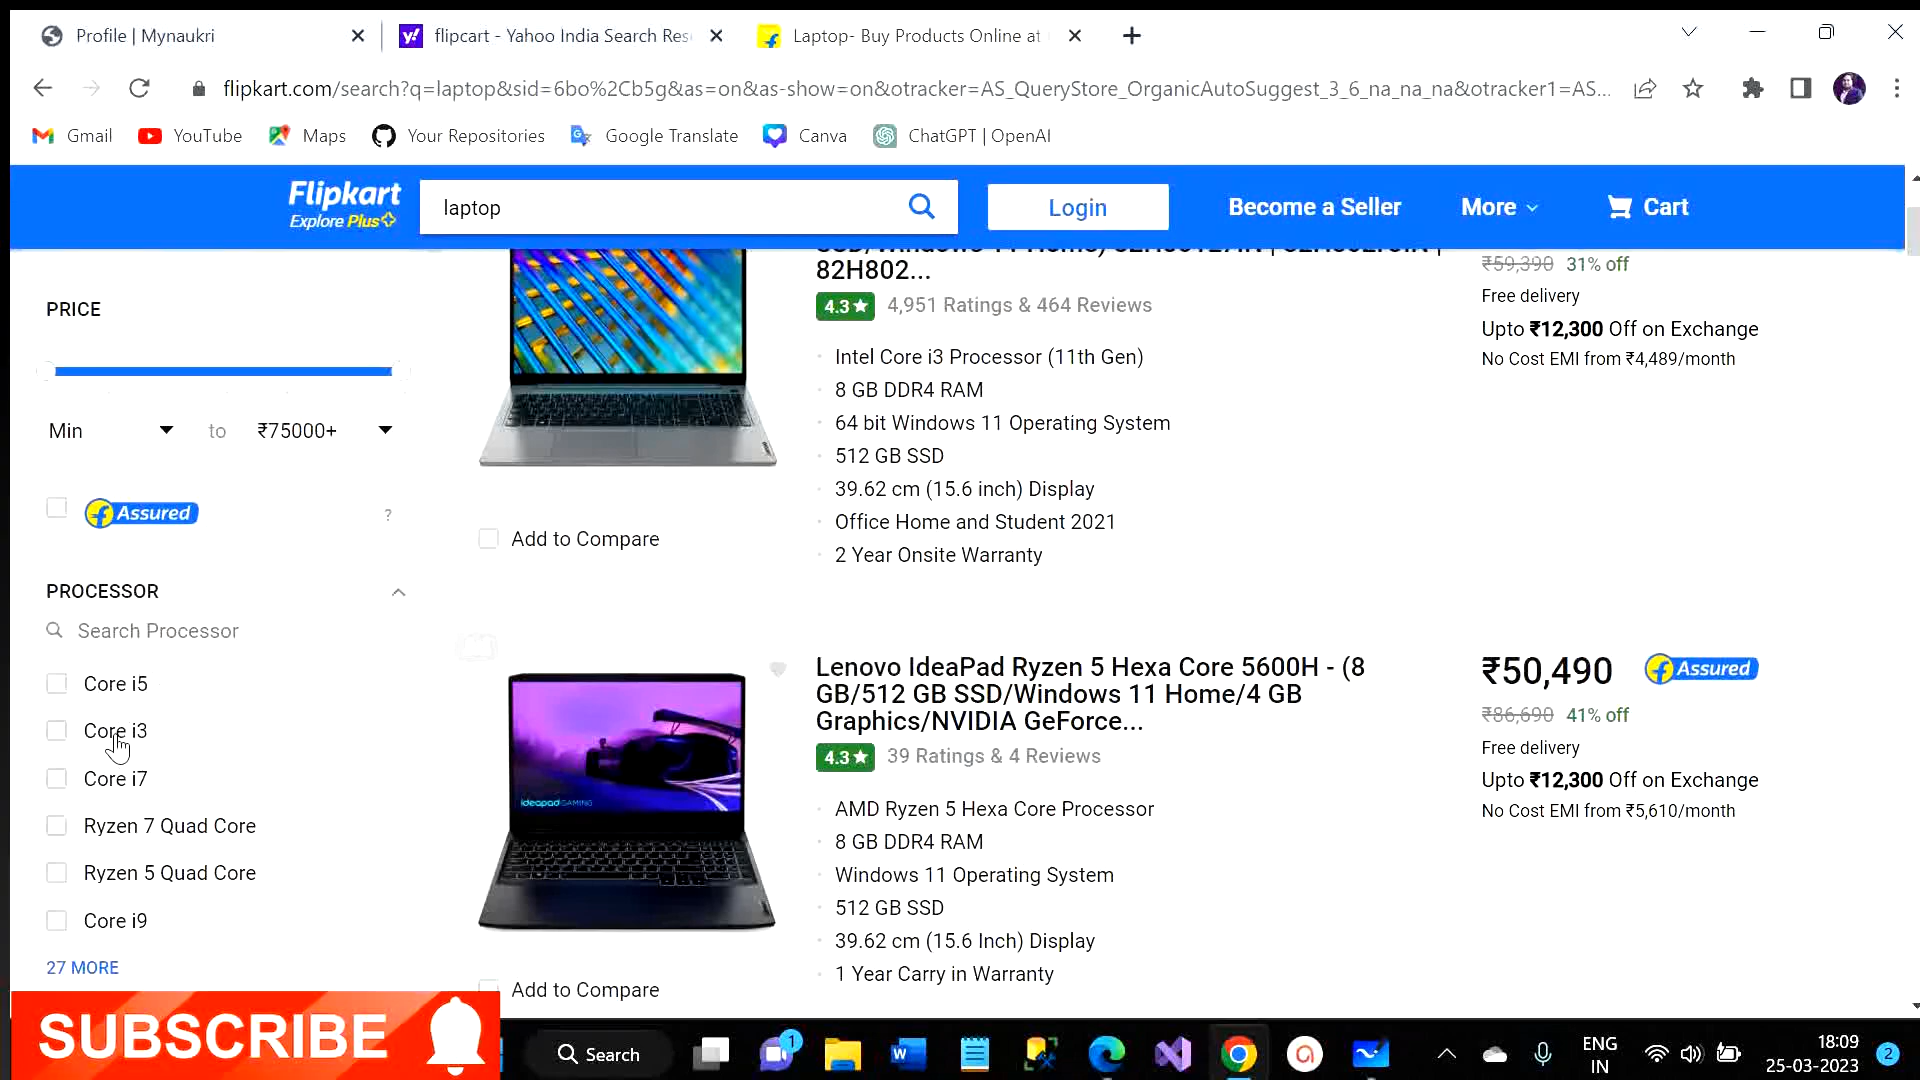 Profile | Mynaukri
flipcart - Yahoo India Search Res
Laptop- Buy Products Online at
flipkart.com/search?q=laptop&sid=6bo%2Cb5g&as=on&as-show=on&otracker=AS_QueryStore_OrganicAutoSuggest_3_6_na_na_na&otracker1=AS...
Gmail
YouTube
Maps
Your Repositories
Google Translate
Canva
ChatGPT | OpenAI
Flipkart
Explore Plus
laptop
Login
Become a Seller
More
Cart
PRICE
Min to ₹75000+
Assured
?
PROCESSOR
Search Processor
Core i5
Core i3
Core i7
Ryzen 7 Quad Core
Ryzen 5 Quad Core
Core i9
27 MORE
82H802...
4.3★ 4,951 Ratings & 464 Reviews
Intel Core i3 Processor (11th Gen)
8 GB DDR4 RAM
64 bit Windows 11 Operating System
512 GB SSD
39.62 cm (15.6 inch) Display
Office Home and Student 2021
2 Year Onsite Warranty
Add to Compare
₹59,390 31% off
Free delivery
Upto ₹12,300 Off on Exchange
No Cost EMI from ₹4,489/month
ideapad GAMING
Lenovo IdeaPad Ryzen 5 Hexa Core 5600H - (8
GB/512 GB SSD/Windows 11 Home/4 GB
Graphics/NVIDIA GeForce...
4.3★ 39 Ratings & 4 Reviews
AMD Ryzen 5 Hexa Core Processor
8 GB DDR4 RAM
Windows 11 Operating System
512 GB SSD
39.62 cm (15.6 Inch) Display
1 Year Carry in Warranty
Add to Compare
₹50,490 Assured
₹86,690 41% off
Free delivery
Upto ₹12,300 Off on Exchange
No Cost EMI from ₹5,610/month
SUBSCRIBE
Search
1
ENG
IN
18:09
25-03-2023
2